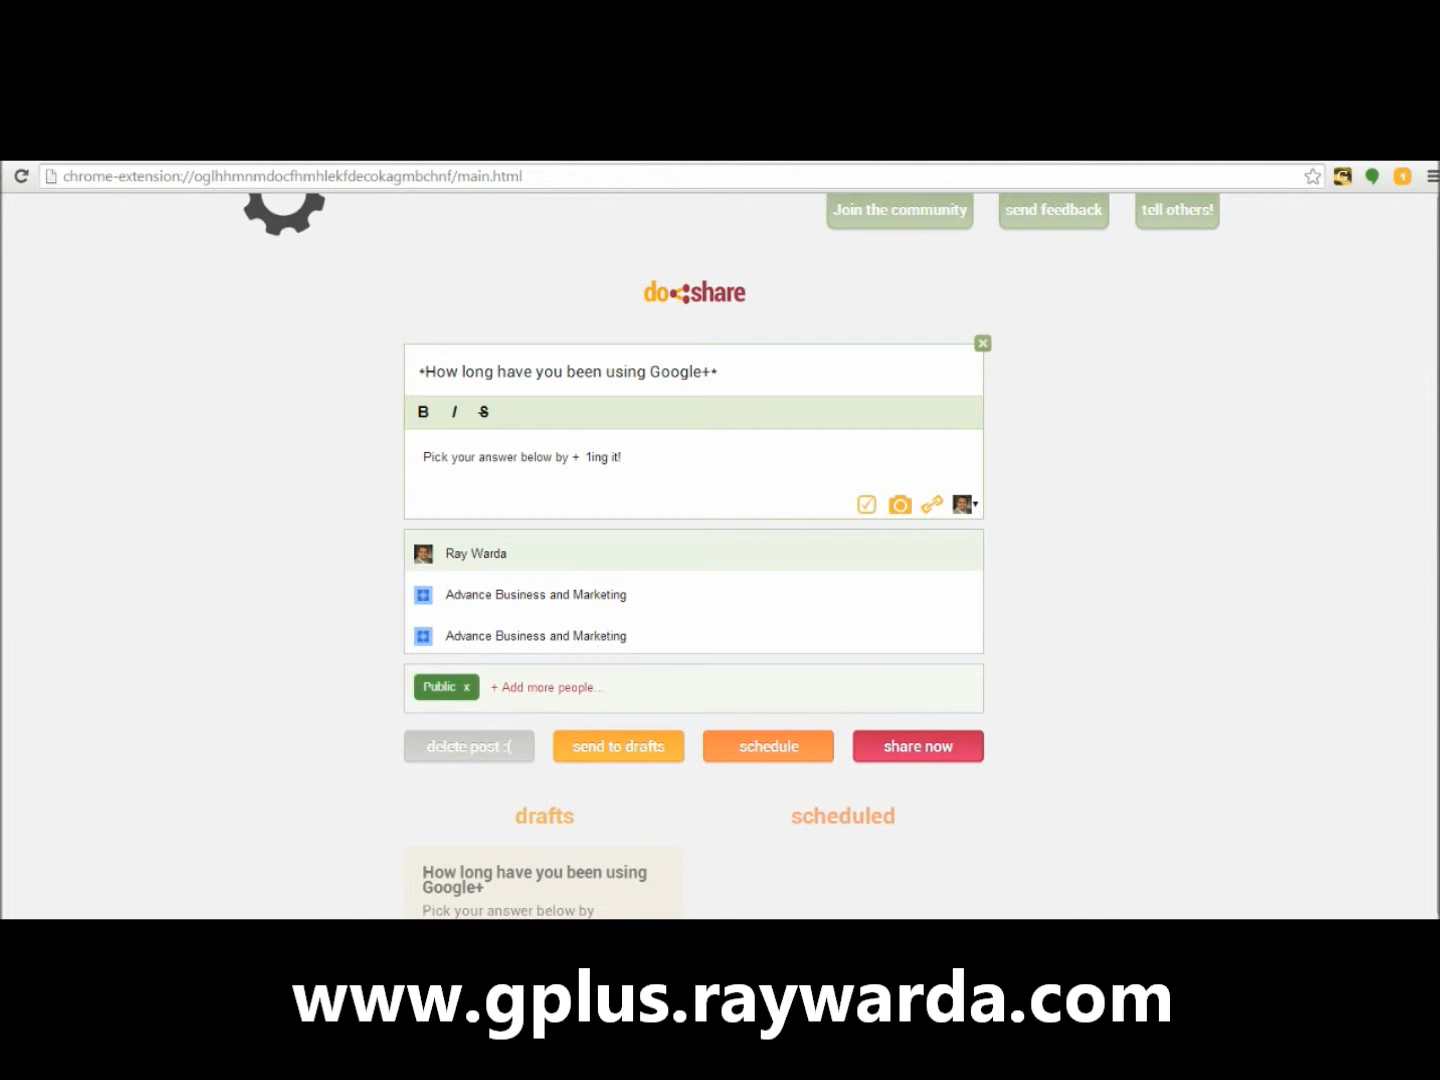 chrome-extension://oglhhmnmdocfhmhlekfdecokagmbchnf/main.html
1
Join the community
send feedback
tell others!
do share
*How long have you been using Google+*
B I S
Pick your answer below by + 1ing it!
Ray Warda
Advance Business and Marketing
Advance Business and Marketing
Public x + Add more people...
delete post :(
send to drafts
schedule
share now
drafts
scheduled
How long have you been using
Google+
Pick your answer below by
www.gplus.raywarda.com